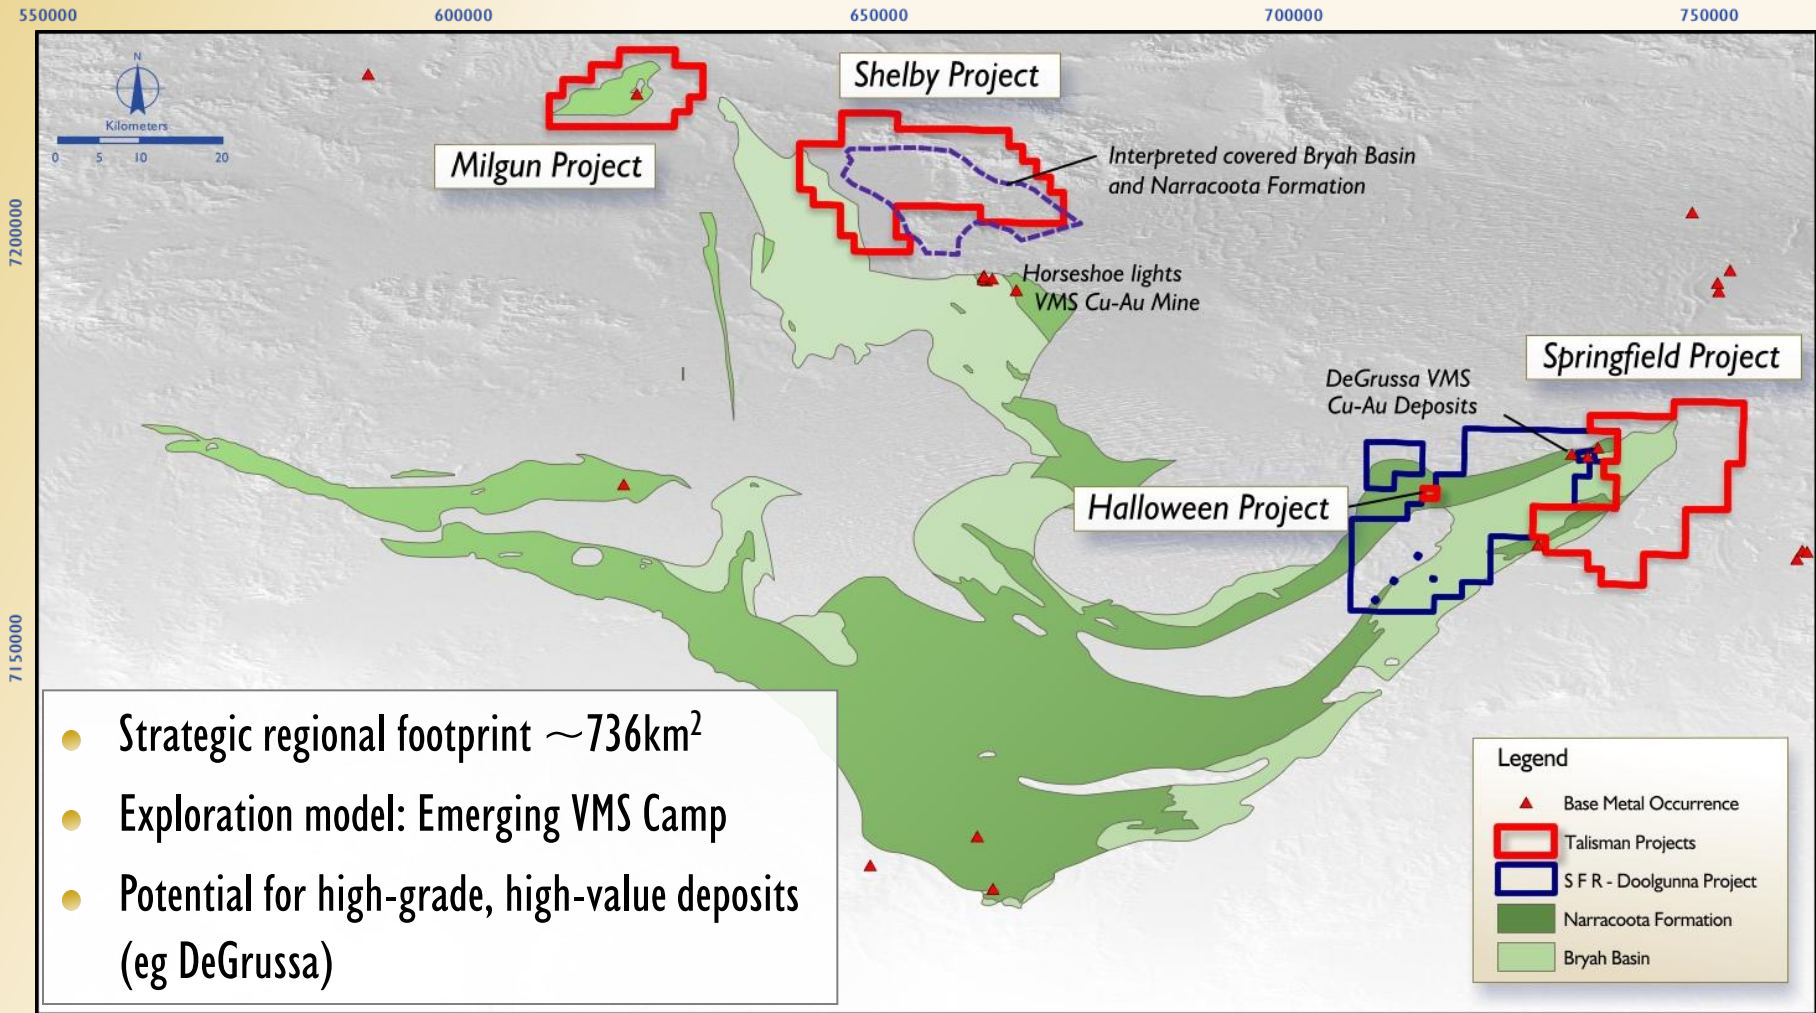 550000
600000
650000
700000
750000
N
Kilometers
0 5 10 20
7200000
7150000
Milgun Project
Shelby Project
Interpreted covered Bryah Basin
and Narracoota Formation
Horseshoe lights
VMS Cu-Au Mine
Springfield Project
DeGrussa VMS
Cu-Au Deposits
Halloween Project
Strategic regional footprint ~736km²
Exploration model: Emerging VMS Camp
Potential for high-grade, high-value deposits
(eg DeGrussa)
Legend
Base Metal Occurrence
Talisman Projects
S F R - Doolgunna Project
Narracoota Formation
Bryah Basin